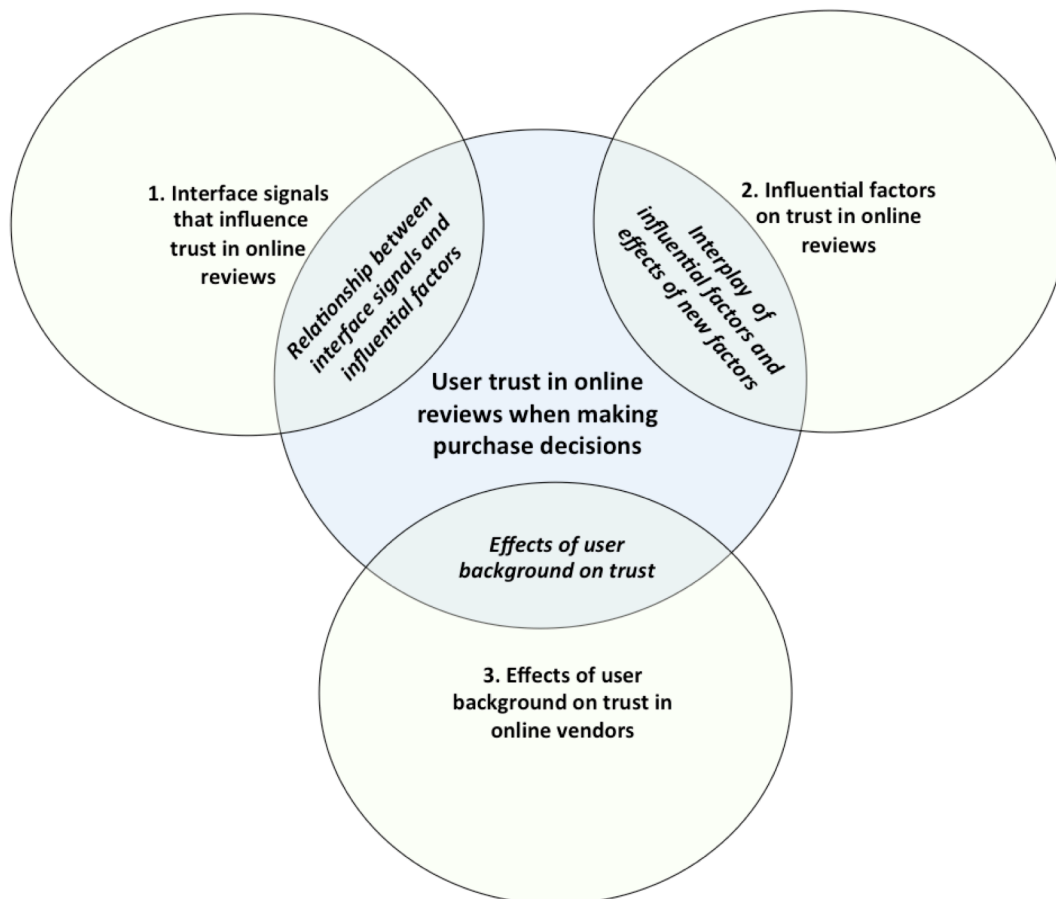 1. Interface signals
that influence
trust in online
reviews
Relationship between
interface signals and
influential factors
2. Influential factors
on trust in online
reviews
Interplay of
influential factors and
effects of new factors
User trust in online
reviews when making
purchase decisions
Effects of user
background on trust
3. Effects of user
background on trust in
online vendors